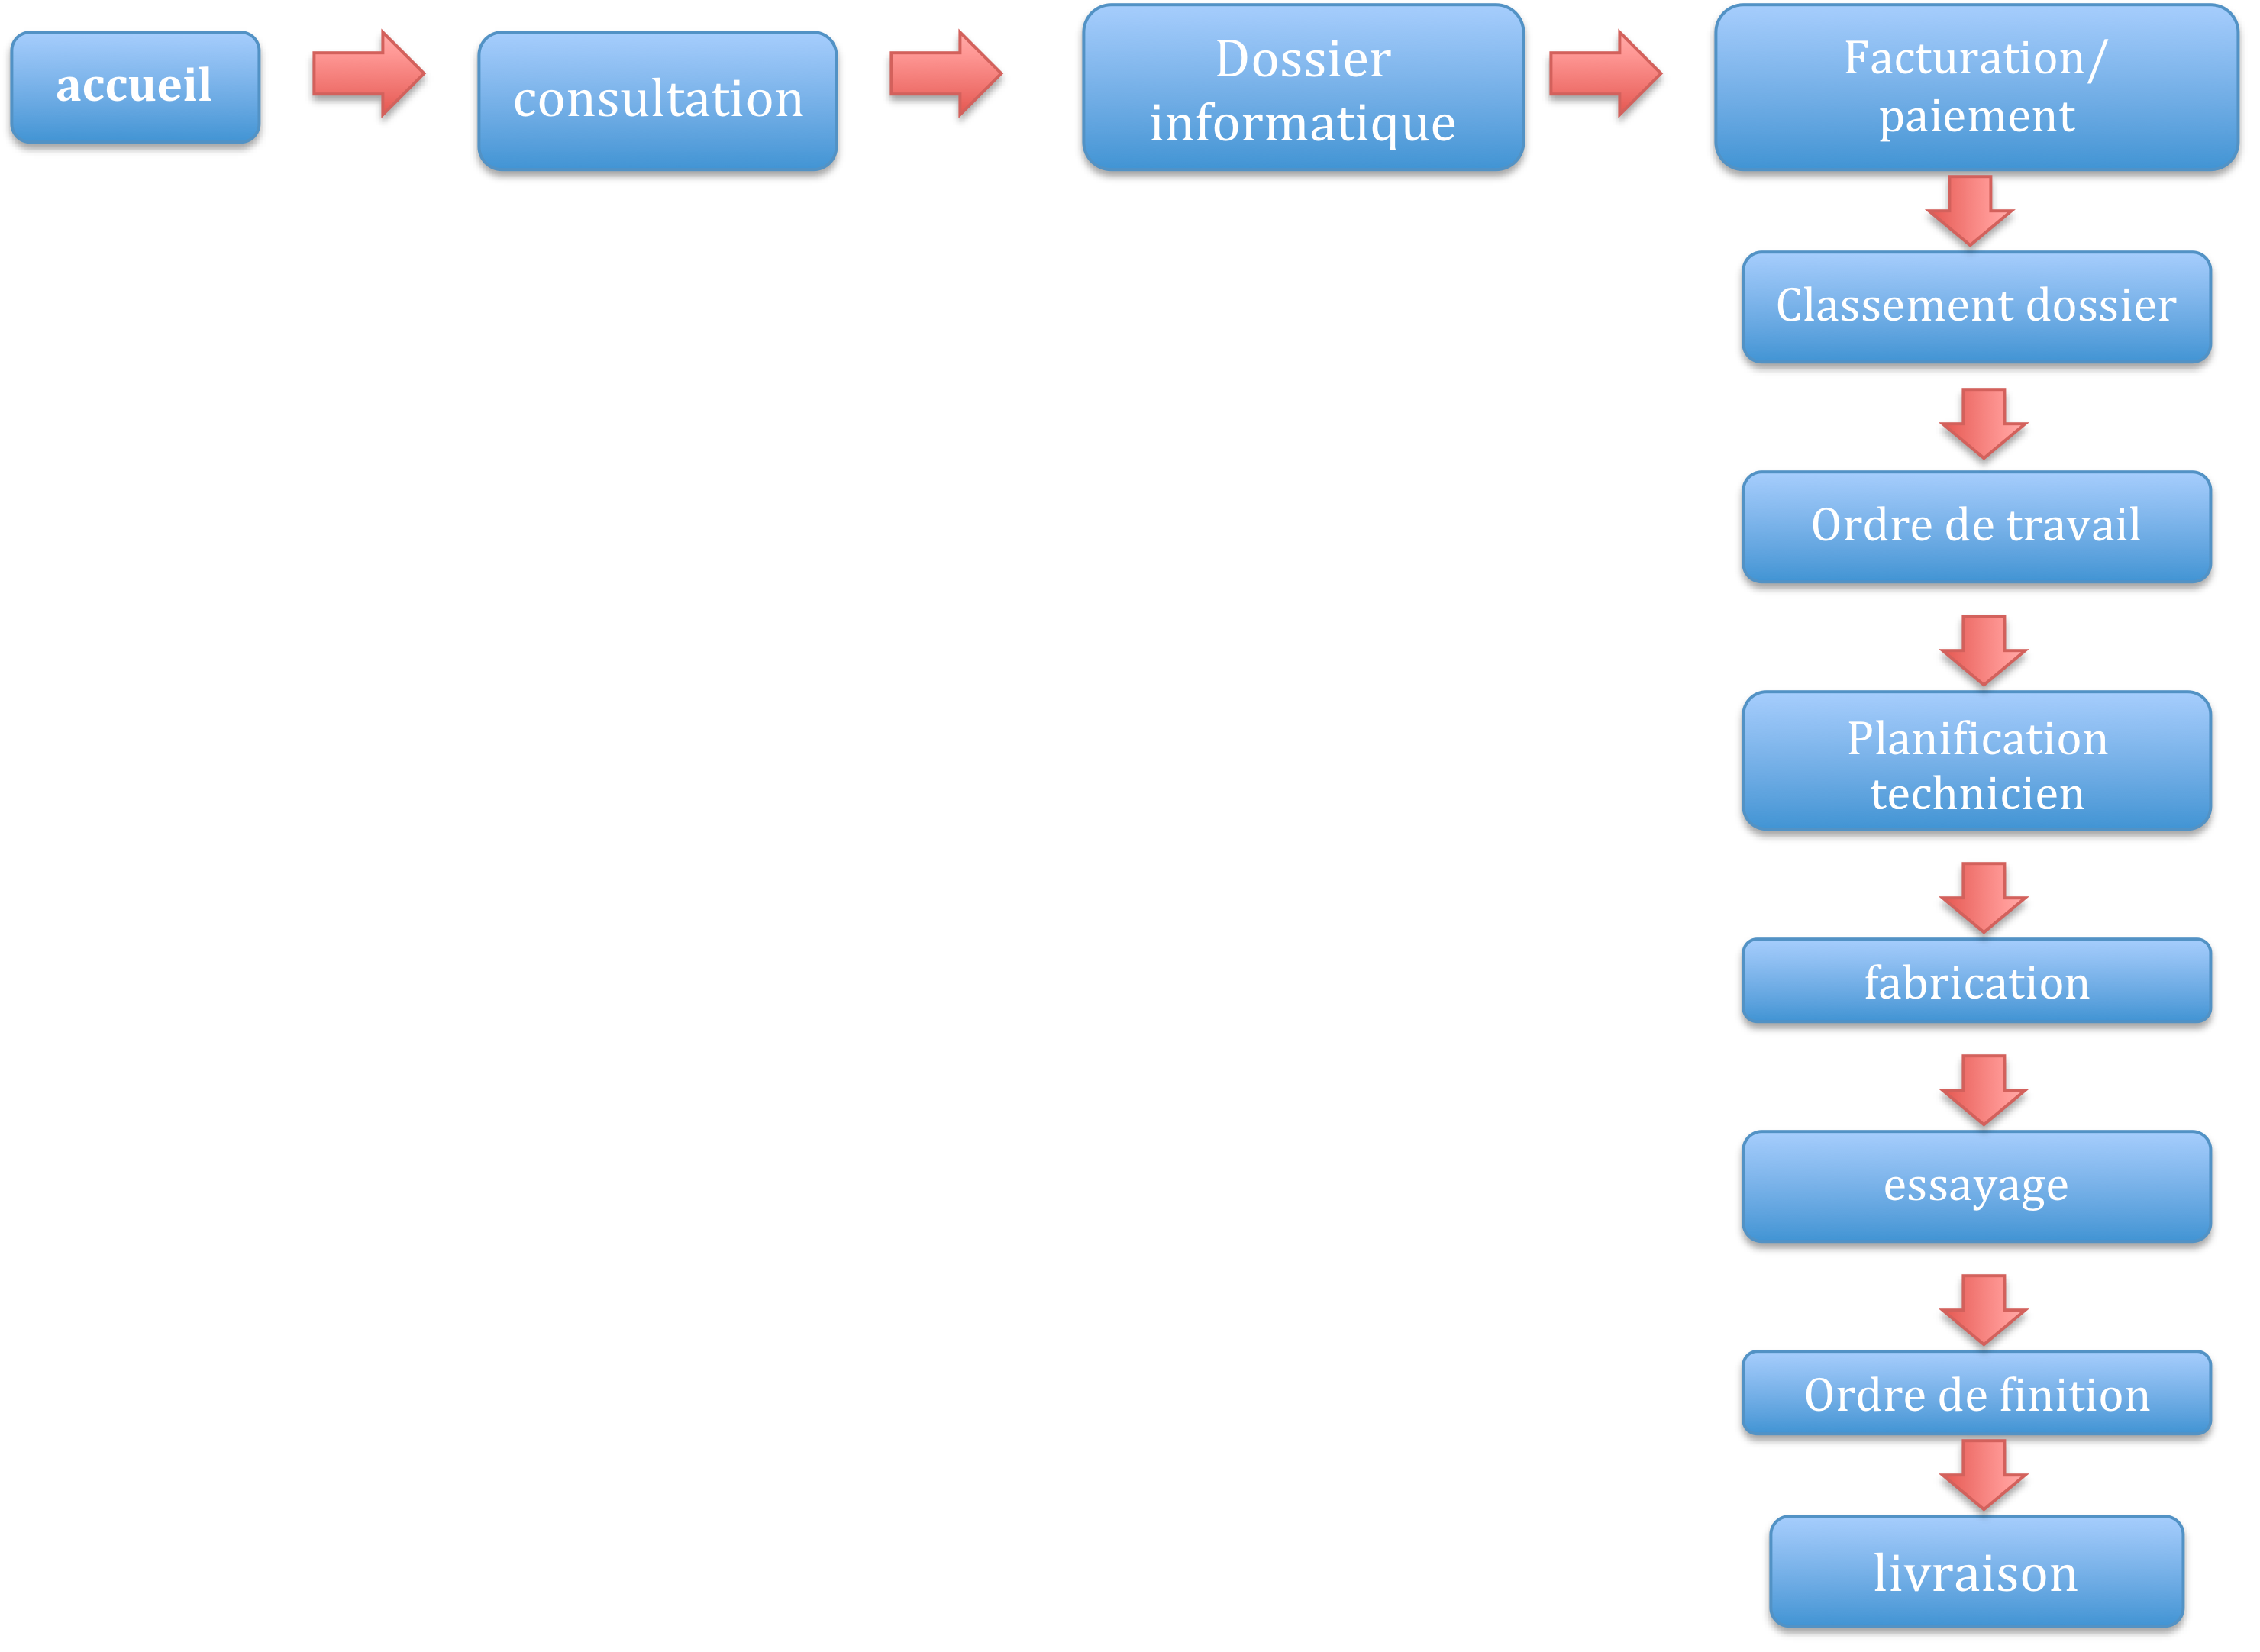 accueil
consultation
Dossier
informatique
Facturation/
paiement
Classement dossier
Ordre de travail
Planification
technicien
fabrication
essayage
Ordre de finition
livraison